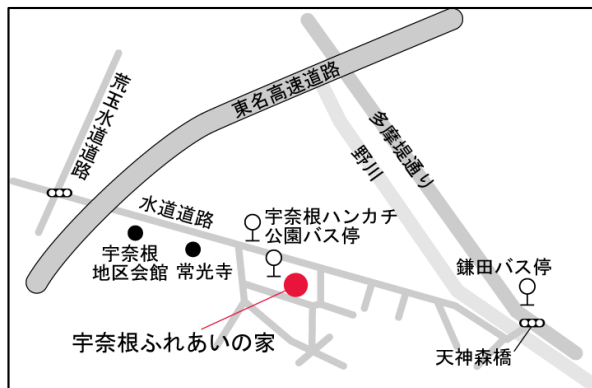 東名高速道路
荒玉水道道路
多摩堤通り
野川
水道道路
宇奈根ハンカチ
公園バス停
宇奈根
地区会館
常光寺
鎌田バス停
宇奈根ふれあいの家
天神森橋